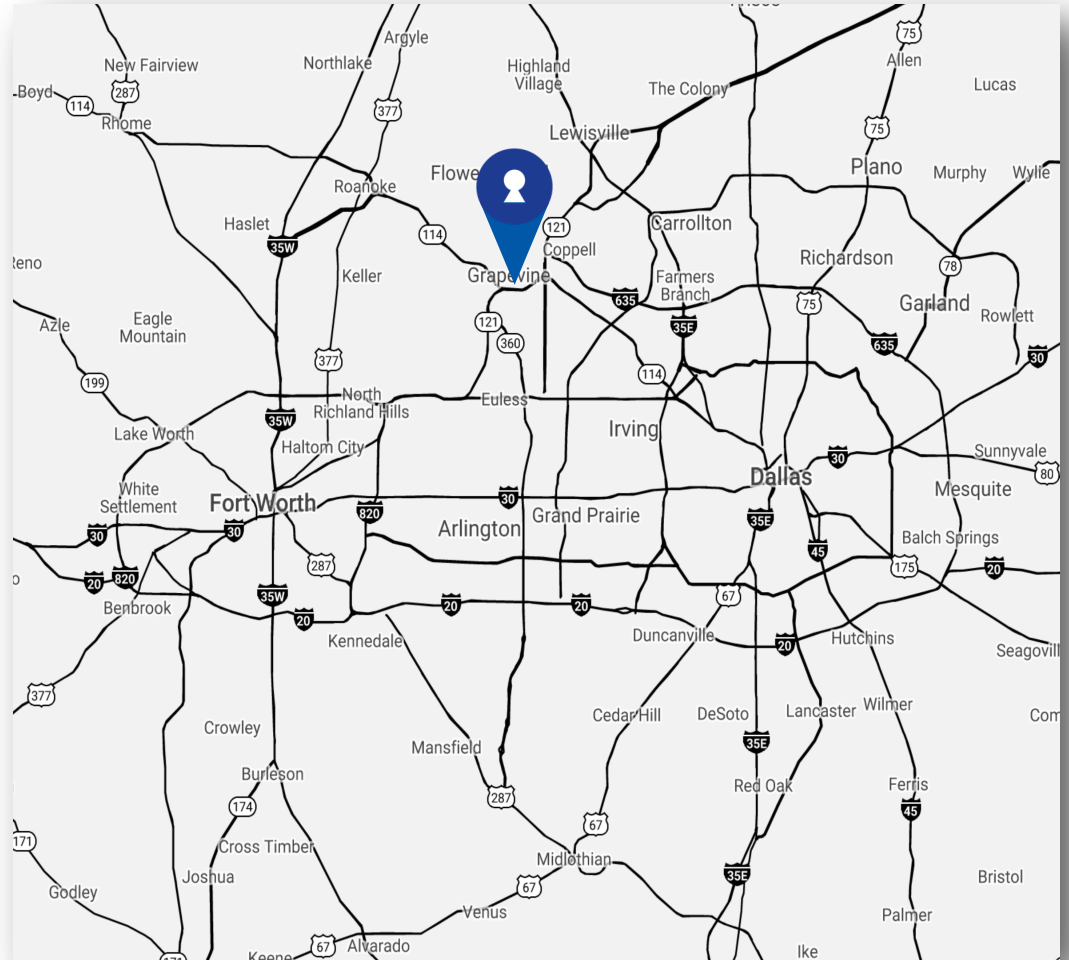 Argyle
75
New Fairview
Northlake
Highland
Village
Allen
Boyd
287
The Colony
Lucas
114
377
Rhome
Lewisville
75
Plano
Roanoke
Murphy
Wylie
Haslet
121
Carrollton
114
35W
Coppell
Richardson
Keller
Grapevine
Farmers
Branch
78
635
75
Garland
Azle
Eagle
Mountain
121
35E
Rowlett
360
635
377
30
199
114
North
Richland Hills
Euless
35W
Lake Worth
Irving
Haltom City
30
Sunnyvale
Dallas
80
White
Settlement
Fort Worth
30
Mesquite
820
Grand Prairie
35E
30
30
Arlington
Balch Springs
45
287
175
20
820
20
35W
67
Benbrook
20
20
20
Kennedale
Duncanville
Hutchins
20
377
Crowley
Cedar Hill
DeSoto
Lancaster
Wilmer
Mansfield
35E
Burleson
Red Oak
Ferris
287
174
45
67
171
Cross Timber
Midlothian
35E
Joshua
Bristol
Godley
67
Venus
Palmer
67
Alvarado
Ike